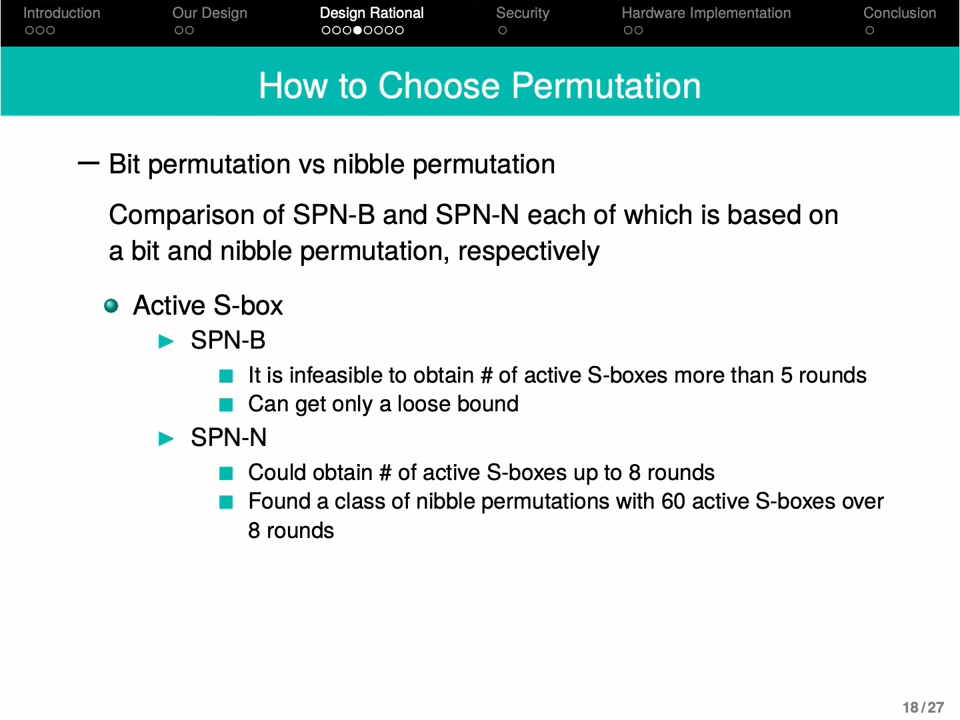 Introduction
Our Design
Design Rational
Security
Hardware Implementation
Conclusion
How to Choose Permutation
— Bit permutation vs nibble permutation
Comparison of SPN-B and SPN-N each of which is based on
a bit and nibble permutation, respectively
Active S-box
SPN-B
It is infeasible to obtain # of active S-boxes more than 5 rounds
Can get only a loose bound
SPN-N
Could obtain # of active S-boxes up to 8 rounds
Found a class of nibble permutations with 60 active S-boxes over
8 rounds
18 / 27